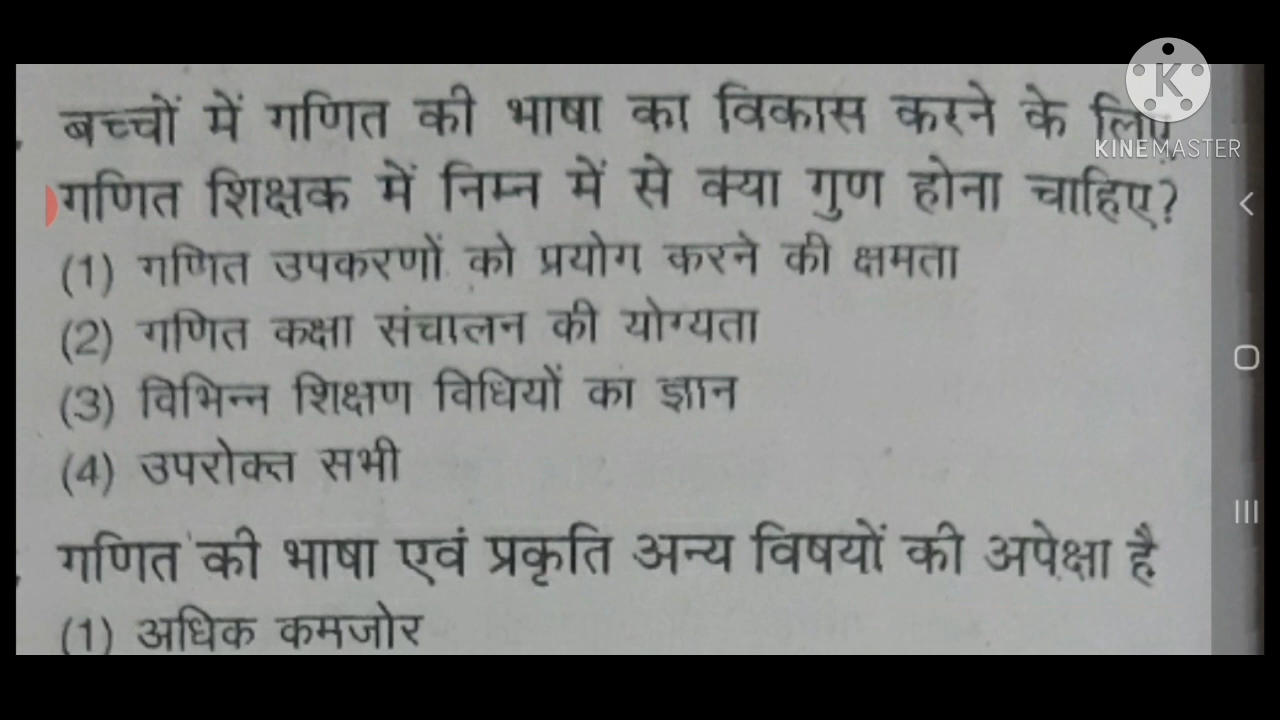 बच्चों में गणित की भाषा का विकास करने के लिए
गणित शिक्षक में निम्न में से क्या गुण होना चाहिए?
(1) गणित उपकरणों को प्रयोग करने की क्षमता
(2) गणित कक्षा संचालन की योग्यता
(3) विभिन्न शिक्षण विधियों का ज्ञान
(4) उपरोक्त सभी
गणित की भाषा एवं प्रकृति अन्य विषयों की अपेक्षा है
(1) अधिक कमजोर
K
KINEMASTER